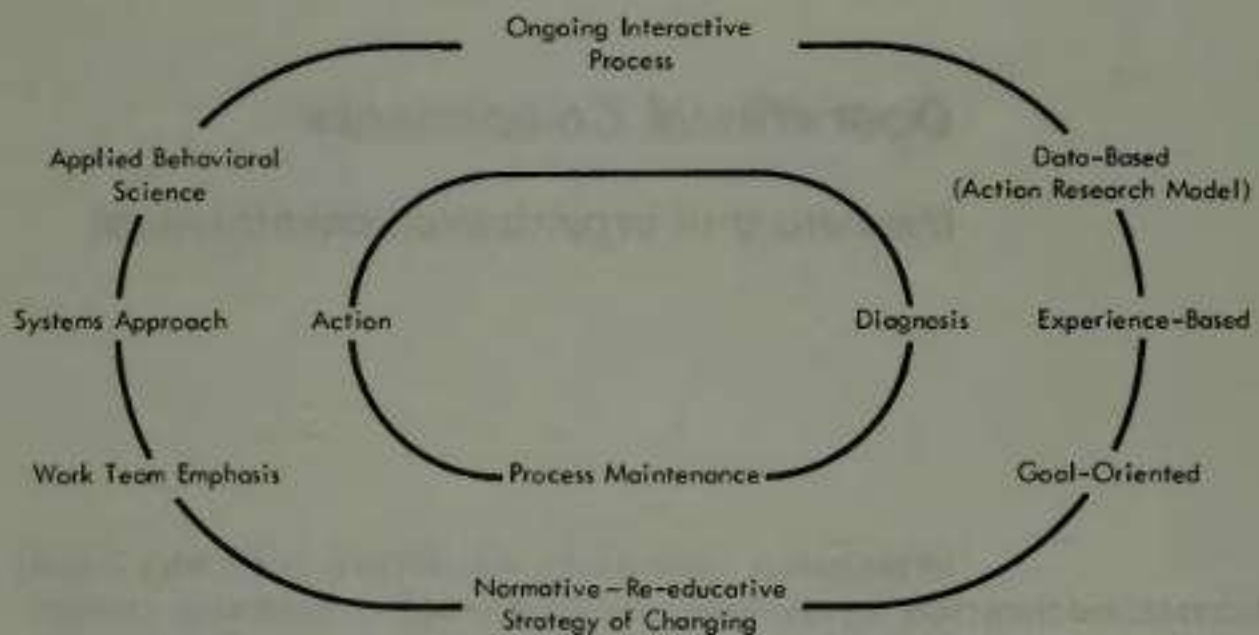 Ongoing Interactive
Process
Applied Behavioral
Science
Data-Based
(Action Research Model)
Systems Approach
Action
Diagnosis
Experience-Based
Work Team Emphasis
Process Maintenance
Goal-Oriented
Normative-Re-educative
Strategy of Changing